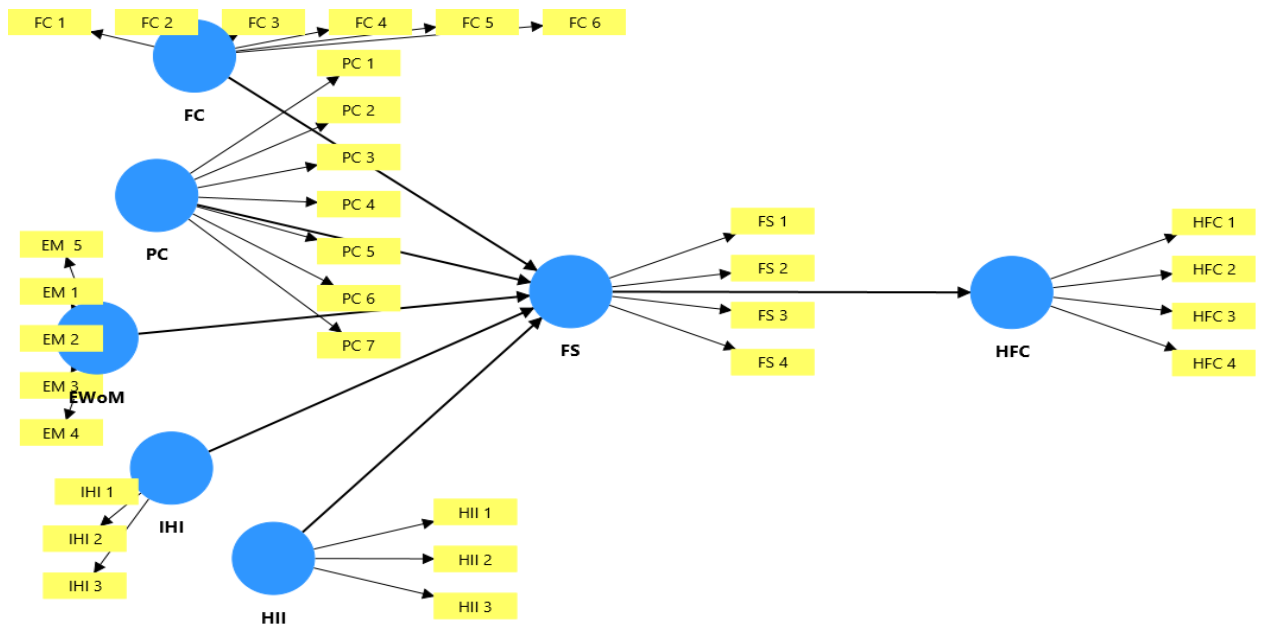 FC 1
FC 2
FC 3
FC 4
FC 5
FC 6
FC
PC 1
PC 2
PC 3
PC 4
PC 5
PC 6
PC 7
PC
EM  5
EM 1
EM 2
EM 3
EM 4
EWoM
IHI 1
IHI 2
IHI 3
IHI
HII 1
HII 2
HII 3
HII
FS 1
FS 2
FS 3
FS 4
FS
HFC 1
HFC 2
HFC 3
HFC 4
HFC